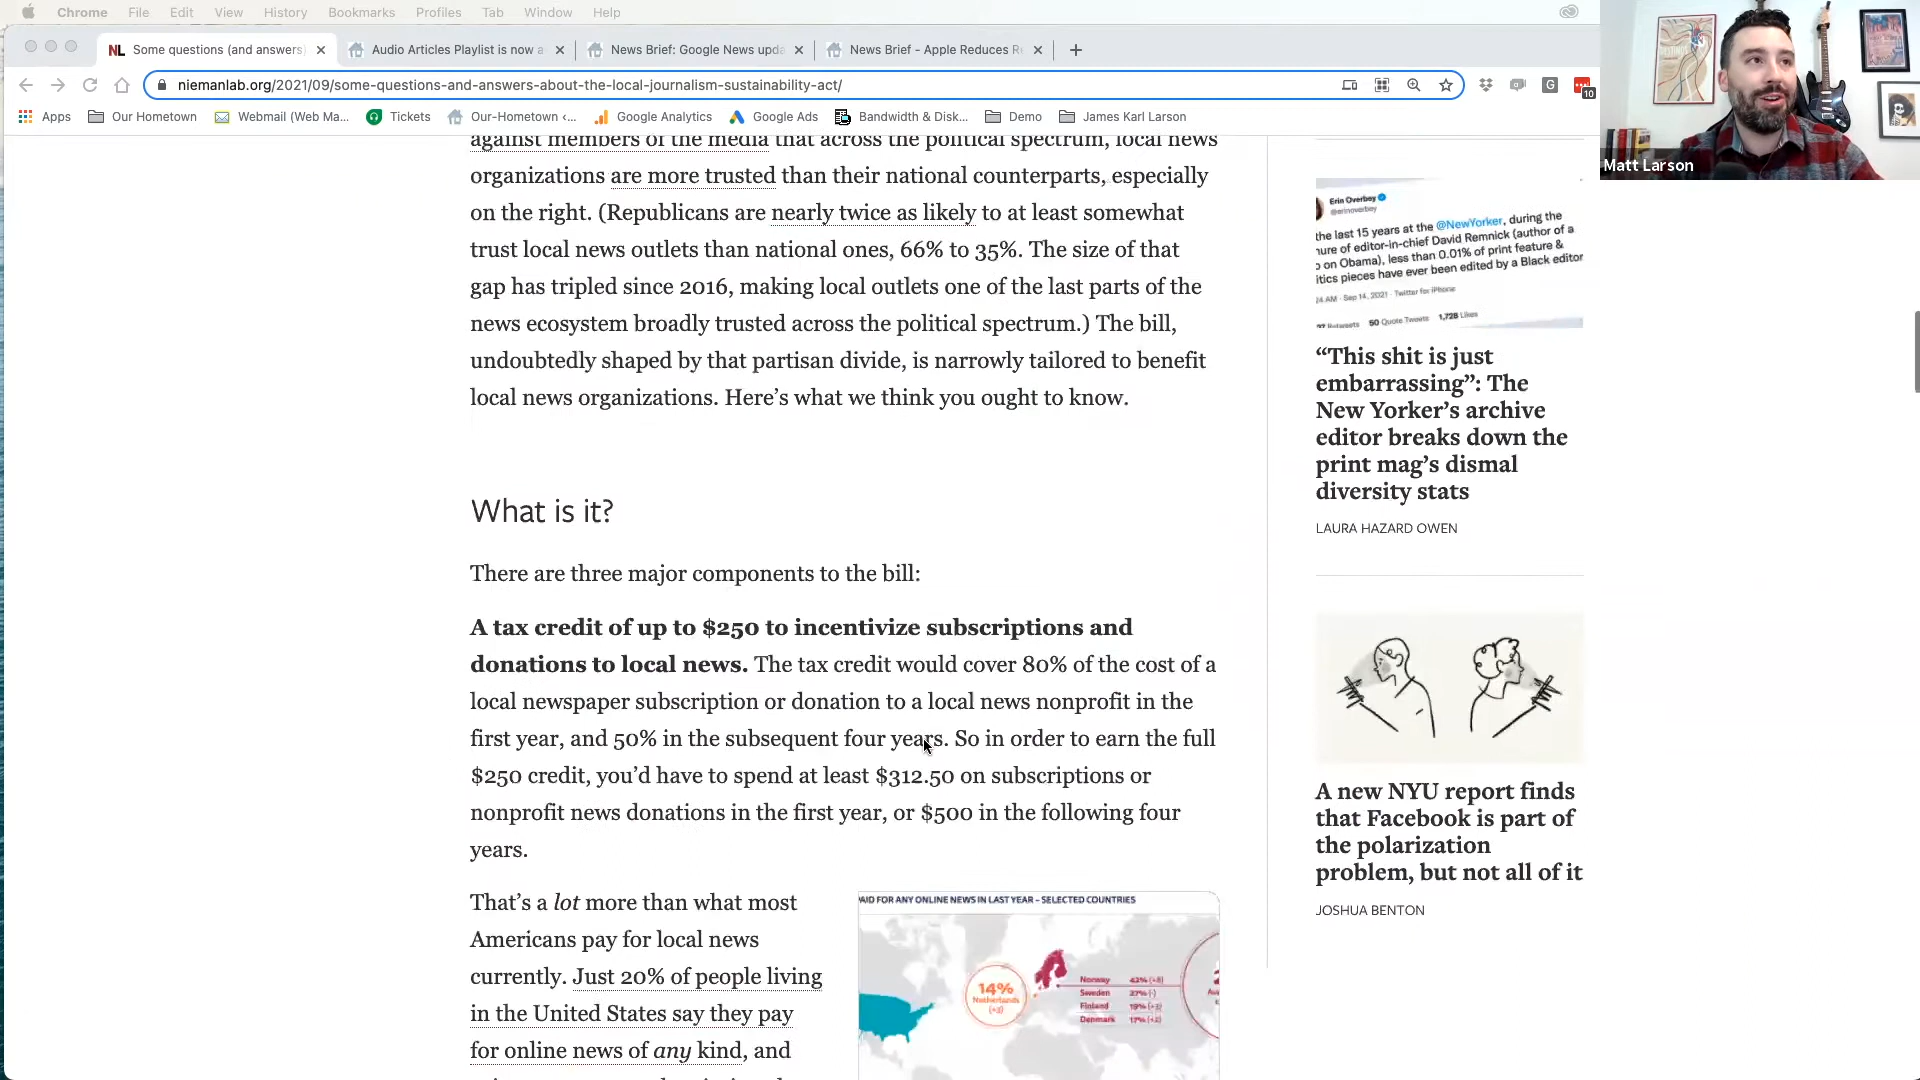 Chrome File Edit View History Bookmarks Profiles Tab Window Help
NL Some questions (and answers)
Audio Articles Playlist is now a
News Brief: Google News upda
News Brief - Apple Reduces R
niemanlab.org/2021/09/some-questions-and-answers-about-the-local-journalism-sustainability-act/
G
10
Apps Our Hometown Webmail (Web Ma... Tickets Our-Hometown ‹... Google Analytics Google Ads Bandwidth & Disk... Demo James Karl Larson
Matt Larson
against members of the media that across the political spectrum, local news
organizations are more trusted than their national counterparts, especially
on the right. (Republicans are nearly twice as likely to at least somewhat
trust local news outlets than national ones, 66% to 35%. The size of that
gap has tripled since 2016, making local outlets one of the last parts of the
news ecosystem broadly trusted across the political spectrum.) The bill,
undoubtedly shaped by that partisan divide, is narrowly tailored to benefit
local news organizations. Here’s what we think you ought to know.
What is it?
There are three major components to the bill:
A tax credit of up to $250 to incentivize subscriptions and
donations to local news. The tax credit would cover 80% of the cost of a
local newspaper subscription or donation to a local news nonprofit in the
first year, and 50% in the subsequent four years. So in order to earn the full
$250 credit, you’d have to spend at least $312.50 on subscriptions or
nonprofit news donations in the first year, or $500 in the following four
years.
That’s a lot more than what most
Americans pay for local news
currently. Just 20% of people living
in the United States say they pay
for online news of any kind, and
PAID FOR ANY ONLINE NEWS IN LAST YEAR – SELECTED COUNTRIES
14%
Netherlands
(+3)
Norway 42% (+8)
Sweden 27% (-)
Finland 19% (+3)
Denmark 17% (+2)
Erin Overbey
@erinoverbey
the last 15 years at the @NewYorker, during the
nure of editor-in-chief David Remnick (author of a
o on Obama), less than 0.01% of print feature &
itics pieces have ever been edited by a Black editor
14 AM · Sep 14, 2021 · Twitter for iPhone
Retweets 50 Quote Tweets 1,728 Likes
“This shit is just
embarrassing”: The
New Yorker’s archive
editor breaks down the
print mag’s dismal
diversity stats
LAURA HAZARD OWEN
A new NYU report finds
that Facebook is part of
the polarization
problem, but not all of it
JOSHUA BENTON